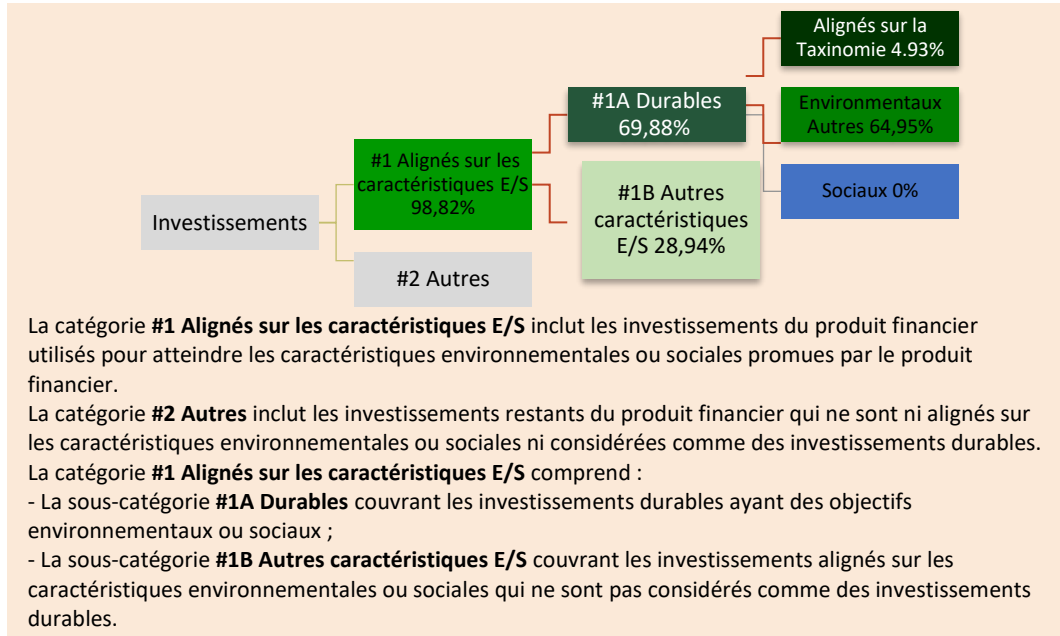 Alignés sur la
Taxinomie 4.93%
#1A Durables
69,88%
Environmentaux
Autres 64,95%
#1 Alignés sur les
caractéristiques E/S
98,82%
#1B Autres
caractéristiques
E/S 28,94%
Sociaux 0%
Investissements
#2 Autres
La catégorie #1 Alignés sur les caractéristiques E/S inclut les investissements du produit financier
utilisés pour atteindre les caractéristiques environnementales ou sociales promues par le produit
financier.
La catégorie #2 Autres inclut les investissements restants du produit financier qui ne sont ni alignés sur
les caractéristiques environnementales ou sociales ni considérées comme des investissements durables.
La catégorie #1 Alignés sur les caractéristiques E/S comprend :
- La sous-catégorie #1A Durables couvrant les investissements durables ayant des objectifs
environnementaux ou sociaux ;
- La sous-catégorie #1B Autres caractéristiques E/S couvrant les investissements alignés sur les
caractéristiques environnementales ou sociales qui ne sont pas considérés comme des investissements
durables.